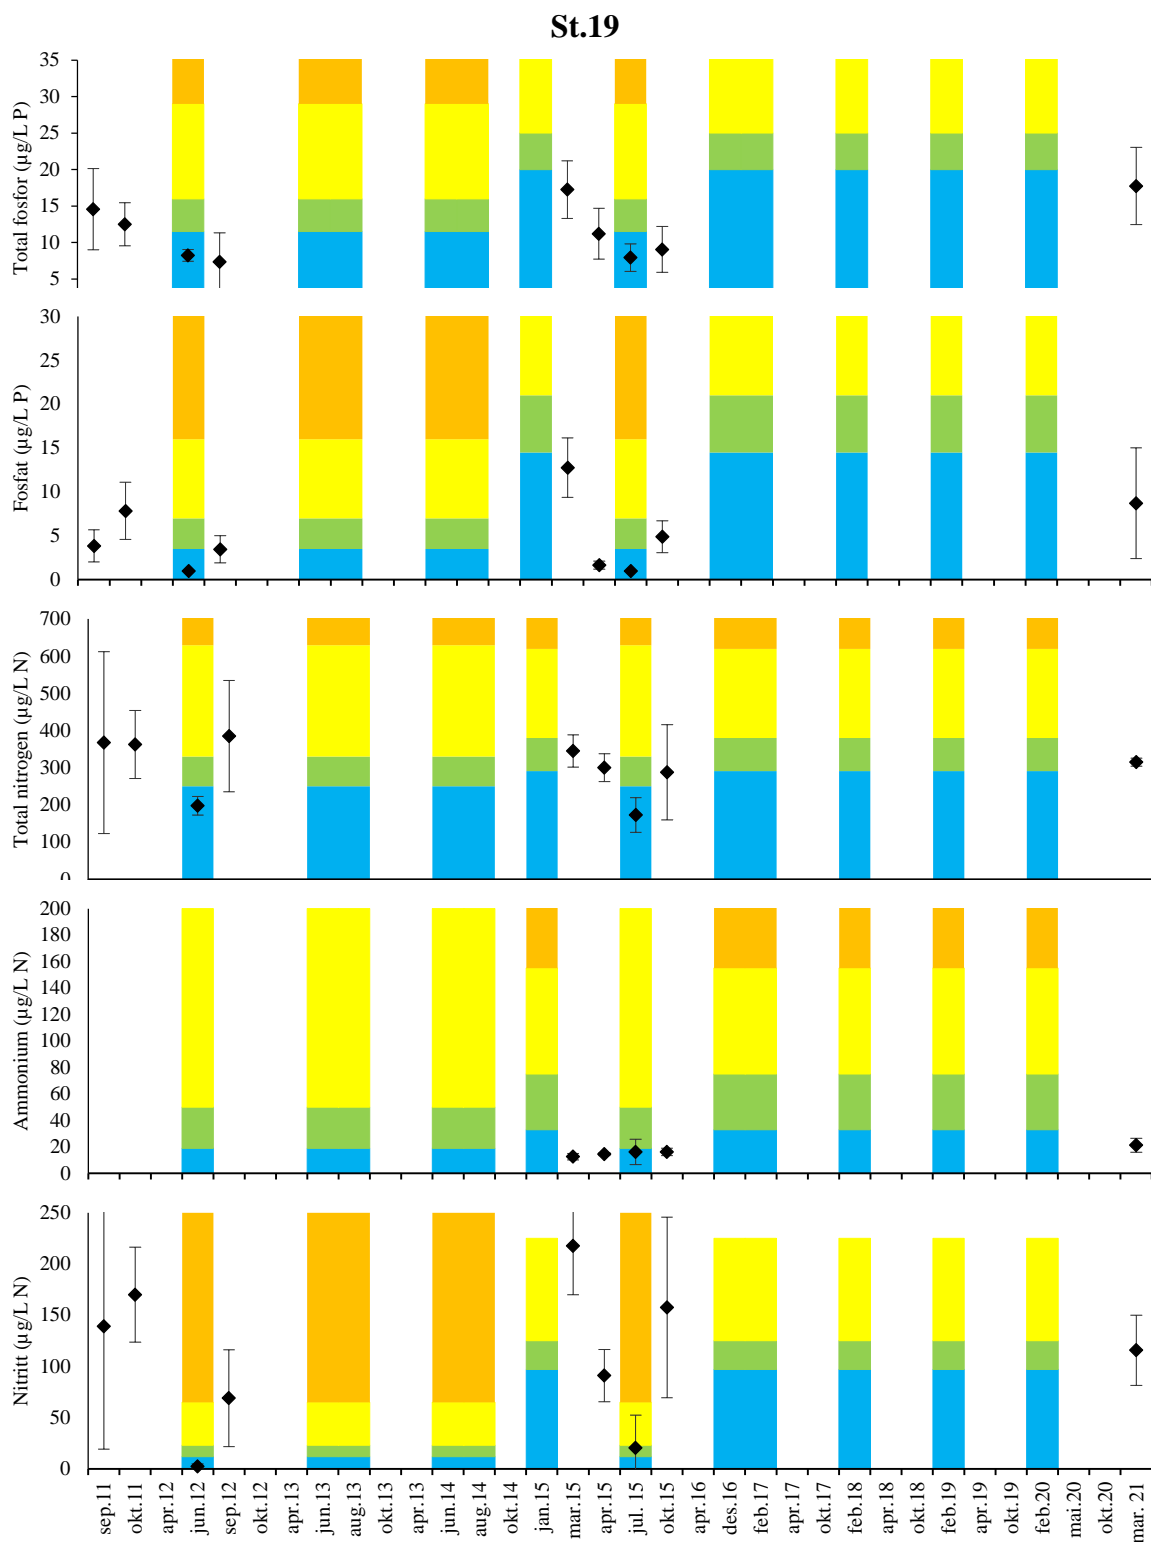 St.19
Total fosfor (µg/L P)
35
30
25
20
15
10
5
Fosfat (µg/L P)
30
25
20
15
10
5
0
Total nitrogen (µg/L N)
700
600
500
400
300
200
100
0
Ammonium (µg/L N)
200
180
160
140
120
100
80
60
40
20
0
Nitritt (µg/L N)
250
200
150
100
50
0
sep.11
okt.11
apr.12
jun.12
sep.12
okt.12
apr.13
jun.13
aug.13
apr.13
jun.14
aug.14
okt.14
jan.15
mar.15
apr.15
jul. 15
okt.15
apr.16
des.16
feb.17
apr.17
okt.17
feb.18
apr.18
okt.18
feb.19
apr.19
okt.19
feb.20
mai.20
okt.20
mar. 21